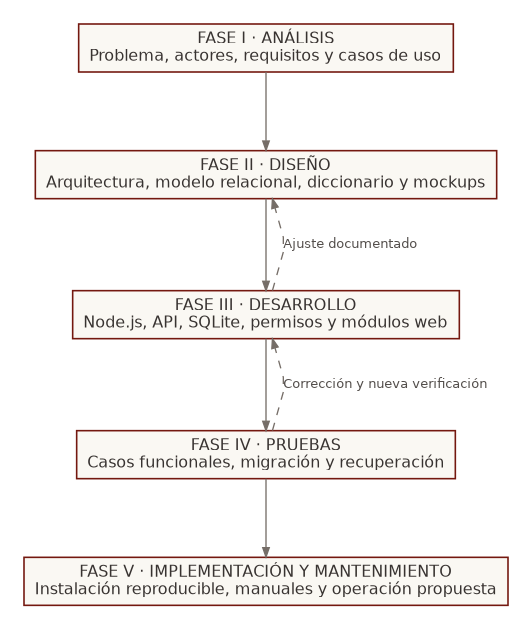 FASE I · ANÁLISIS
Problema, actores, requisitos y casos de uso
FASE II · DISEÑO
Arquitectura, modelo relacional, diccionario y mockups
Ajuste documentado
FASE III · DESARROLLO
Node.js, API, SQLite, permisos y módulos web
Corrección y nueva verificación
FASE IV · PRUEBAS
Casos funcionales, migración y recuperación
FASE V · IMPLEMENTACIÓN Y MANTENIMIENTO
Instalación reproducible, manuales y operación propuesta